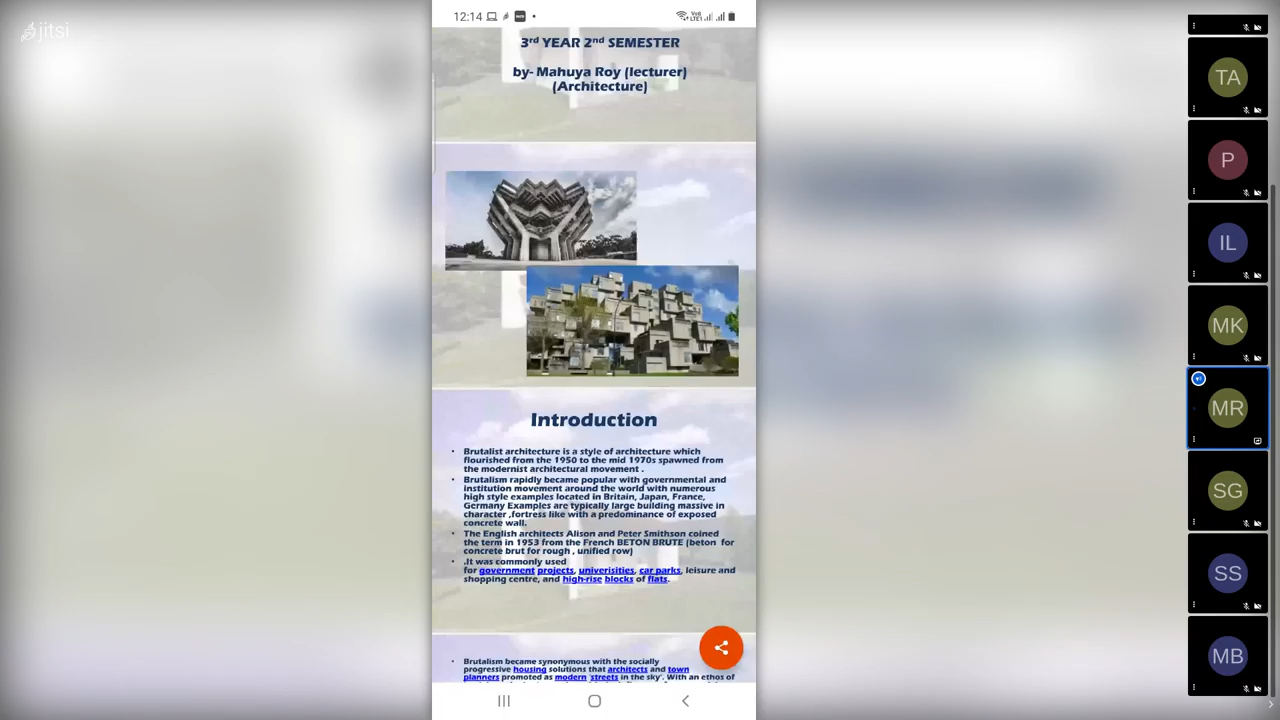 jitsi
12:14
3rd YEAR 2nd SEMESTER
by- Mahuya Roy (lecturer)
(Architecture)
Introduction
• Brutalist architecture is a style of architecture which
flourished from the 1950 to the mid 1970s spawned from
the modernist architectural movement .
• Brutalism rapidly became popular with governmental and
institution movement around the world with numerous
high style examples located in Britain, Japan, France,
Germany Examples are typically large building massive in
character ,fortress like with a predominance of exposed
concrete wall.
• The English architects Alison and Peter Smithson coined
the term in 1953 from the French BETON BRUTE (beton for
concrete brut for rough , unified row)
• .It was commonly used
for government projects, univerisities, car parks, leisure and
shopping centre, and high-rise blocks of flats.
• Brutalism became synonymous with the socially
progressive housing solutions that architects and town
planners promoted as modern 'streets in the sky'. With an ethos of
TA
P
IL
MK
MR
SG
SS
MB